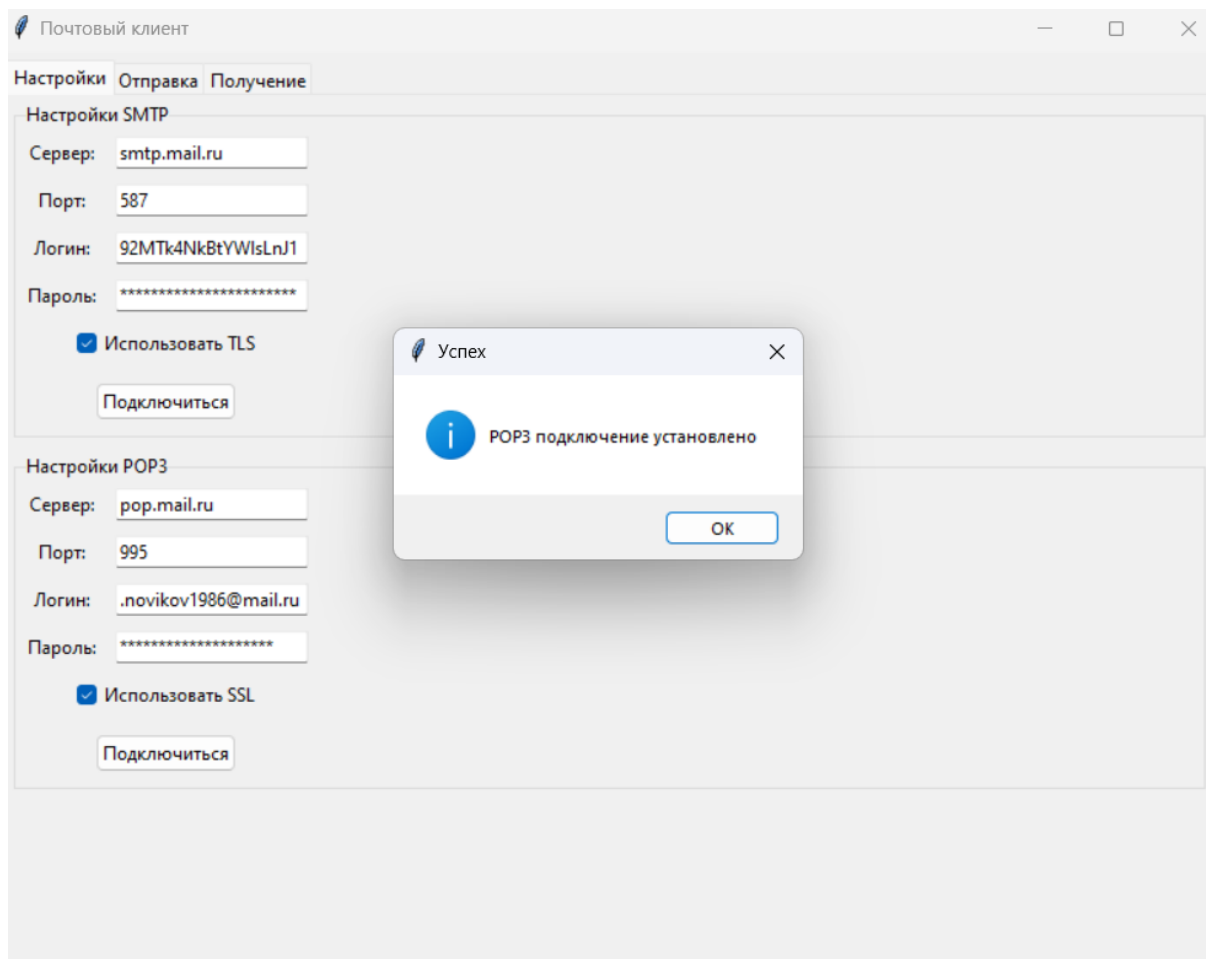 Почтовый клиент
Настройки Отправка Получение
Настройки SMTP
Сервер: smtp.mail.ru
Порт: 587
Логин: 92MTk4NkBtYWlsLnJ1
Пароль: ***********************
Использовать TLS
Подключиться
Успех
POP3 подключение установлено
OK
Настройки POP3
Сервер: pop.mail.ru
Порт: 995
Логин: .novikov1986@mail.ru
Пароль: ********************
Использовать SSL
Подключиться